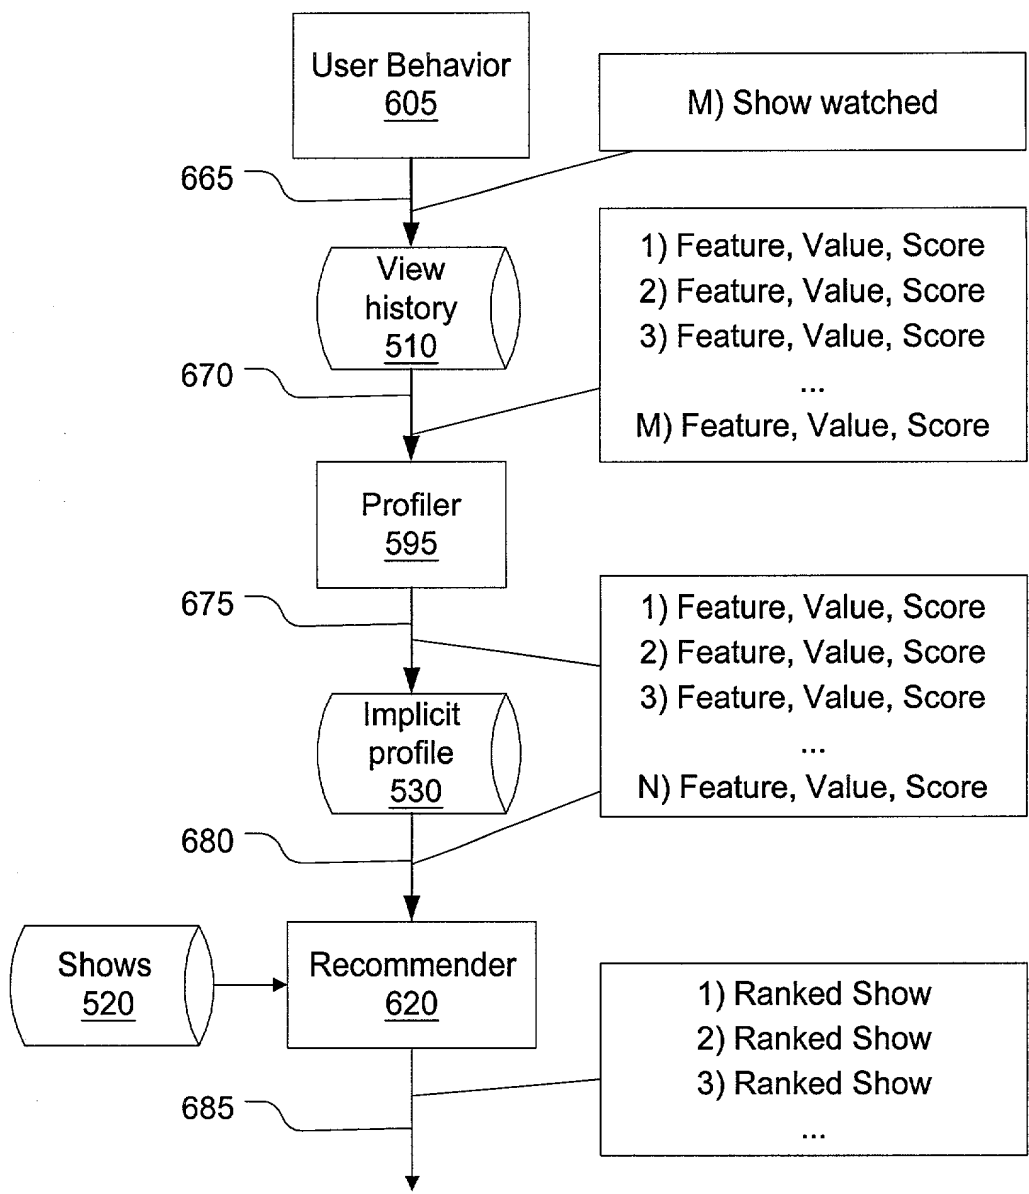 User Behavior
605
M) Show watched
665
View
history
510
1) Feature, Value, Score
2) Feature, Value, Score
3) Feature, Value, Score
...
M) Feature, Value, Score
670
Profiler
595
675
1) Feature, Value, Score
2) Feature, Value, Score
3) Feature, Value, Score
...
N) Feature, Value, Score
Implicit
profile
530
680
Shows
520
Recommender
620
1) Ranked Show
2) Ranked Show
3) Ranked Show
...
685